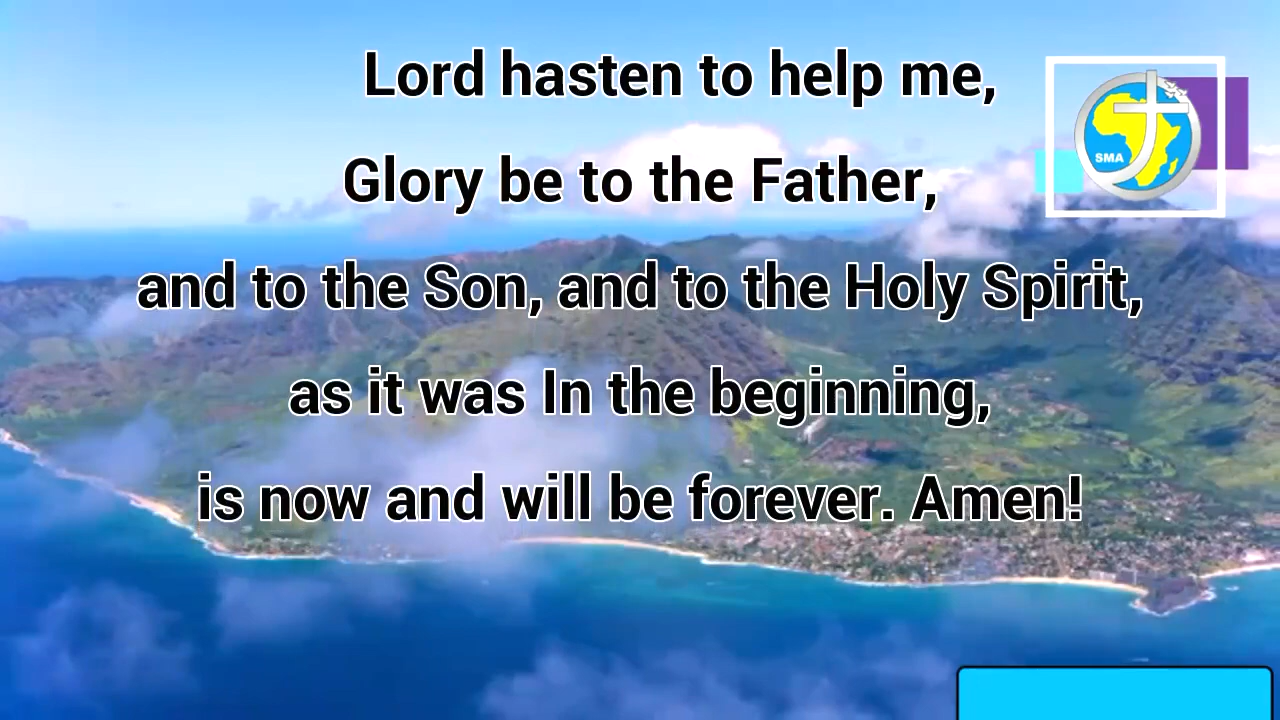 Lord hasten to help me,
Glory be to the Father,
and to the Son, and to the Holy Spirit,
as it was In the beginning,
is now and will be forever. Amen!
SMA